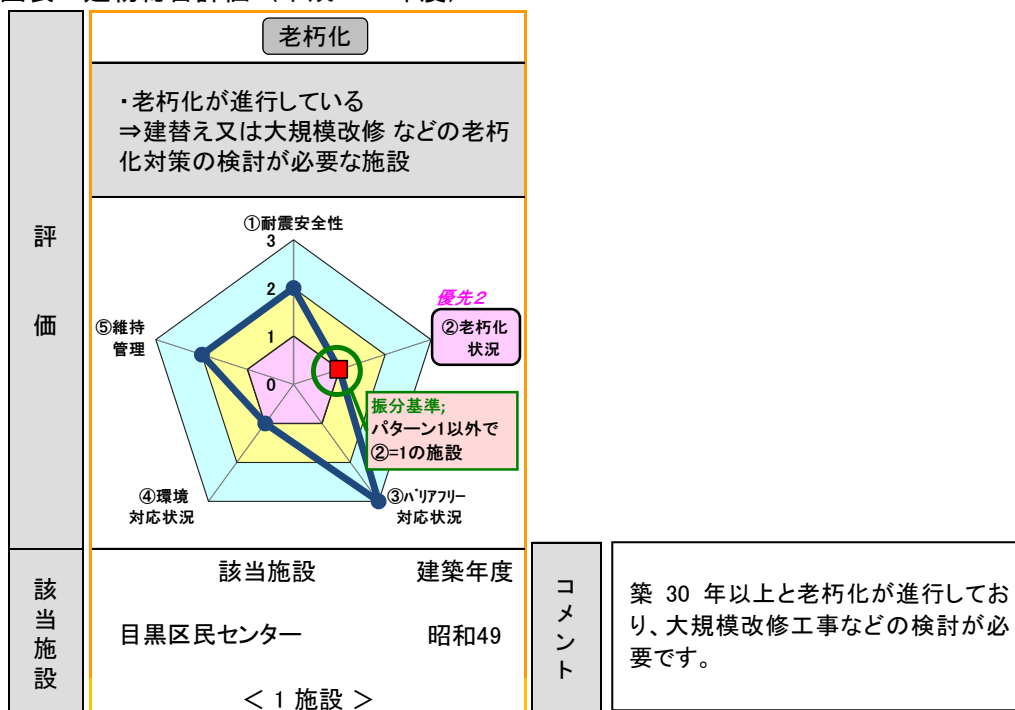 老朽化
・老朽化が進行している
⇒建替え又は大規模改修 などの老朽
化対策の検討が必要な施設
評
価
①耐震安全性
3
2
1
0
優先2
②老朽化
状況
⑤維持
管理
振分基準;
パターン1以外で
②=1の施設
④環境
対応状況
③バリアフリー
対応状況
該当施設
該当施設 建築年度
目黒区民センター 昭和49
＜ 1 施設 ＞
コメント
築 30 年以上と老朽化が進行してお
り、大規模改修工事などの検討が必
要です。